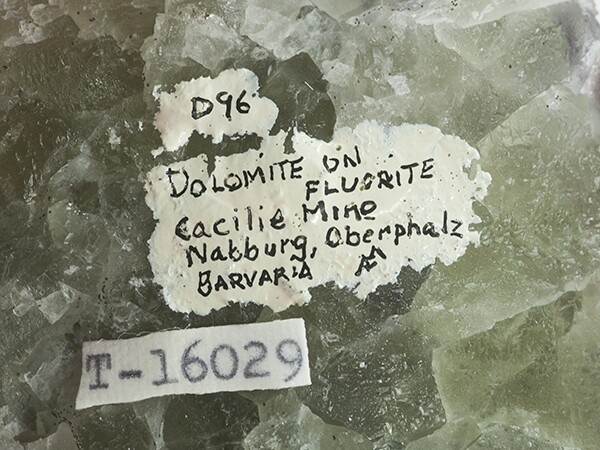 D96
DOLOMITE ON
FLUORITE
Cacilie Mine
Nabburg, Oberphalz
BARVARIA
T-16029